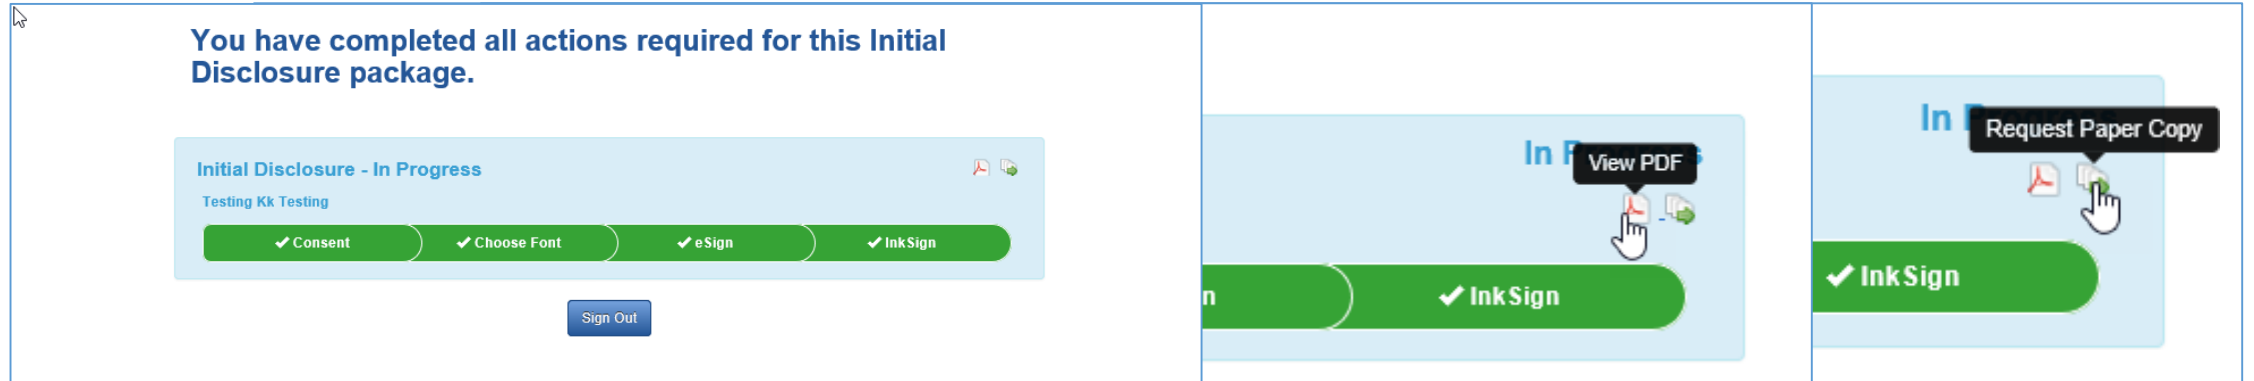 You have completed all actions required for this Initial
Disclosure package.
Initial Disclosure - In Progress
Testing Kk Testing
Consent
Choose Font
eSign
InkSign
Sign Out
In P s
View PDF
n
InkSign
In
Request Paper Copy
InkSign